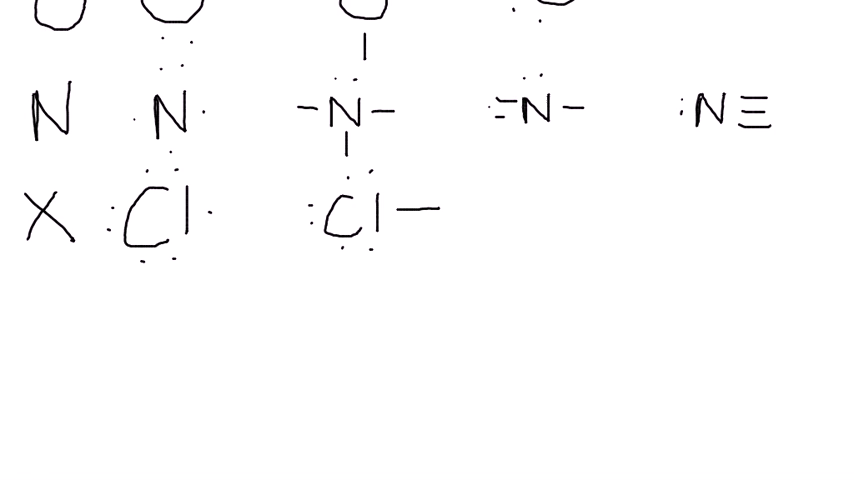 N ·N· -N- =N- :N≡
X :Cl· :Cl-